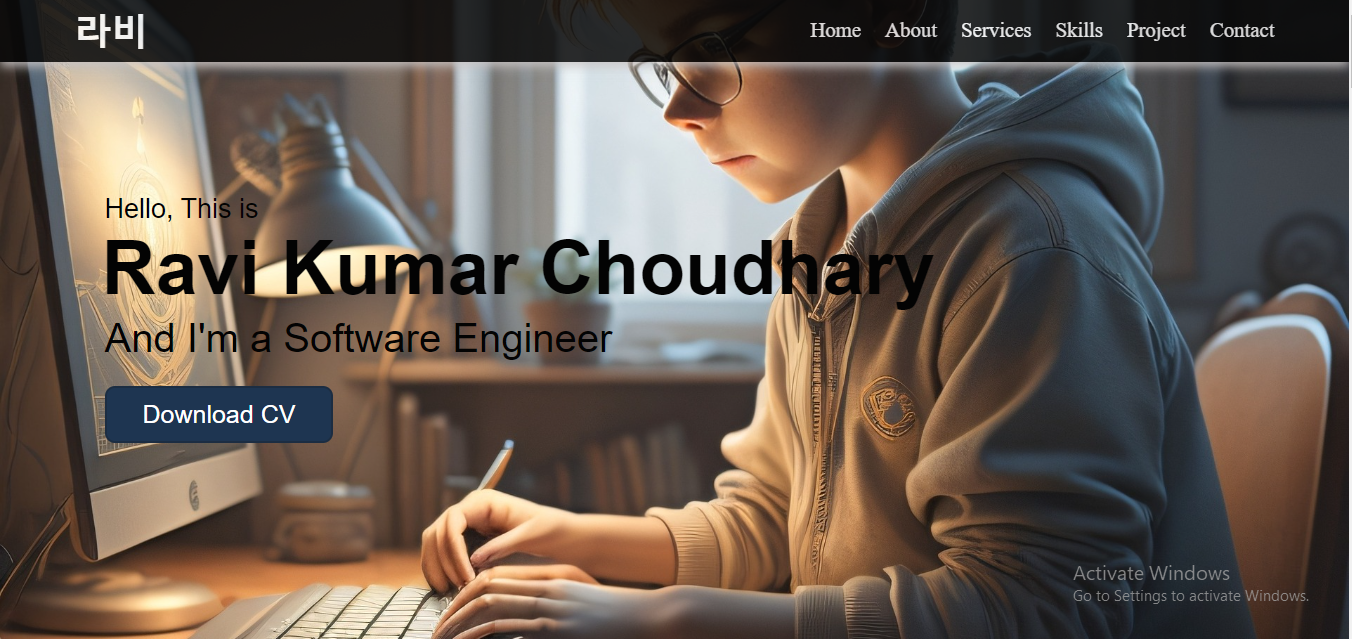 라비
Home About Services Skills Project Contact
Hello, This is
Ravi Kumar Choudhary
And I'm a Software Engineer
Download CV
Activate Windows
Go to Settings to activate Windows.